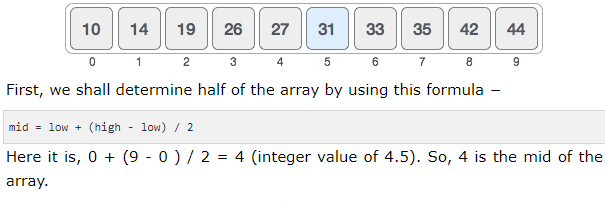 10 14 19 26 27 31 33 35 42 44
0 1 2 3 4 5 6 7 8 9
First, we shall determine half of the array by using this formula −
mid = low + (high - low) / 2
Here it is, 0 + (9 - 0 ) / 2 = 4 (integer value of 4.5). So, 4 is the mid of the
array.